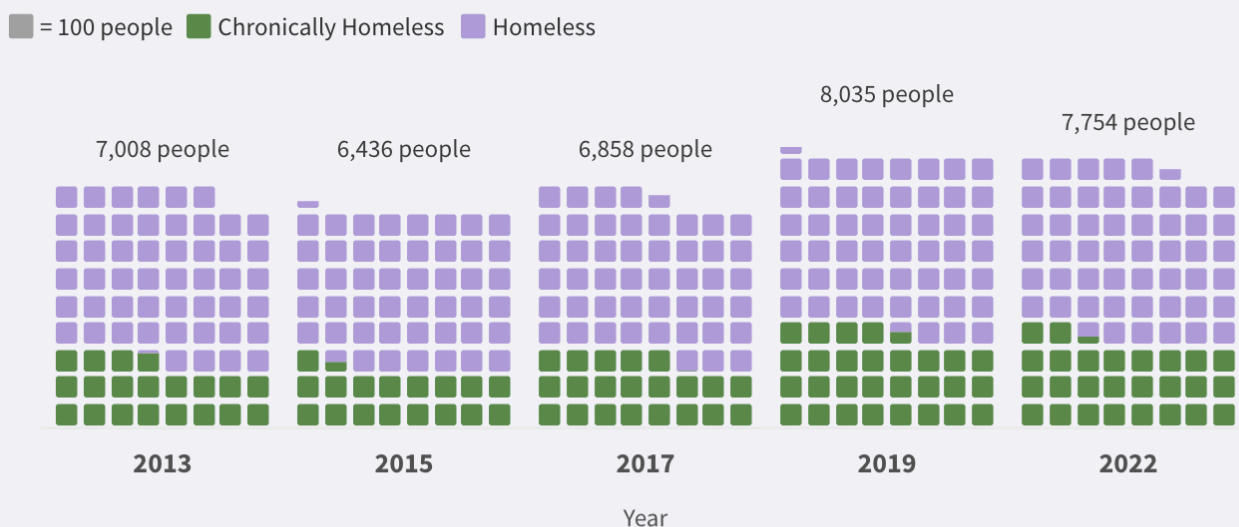 = 100 people Chronically Homeless Homeless
8,035 people
7,754 people
7,008 people 6,436 people 6,858 people
2013 2015 2017 2019 2022
Year